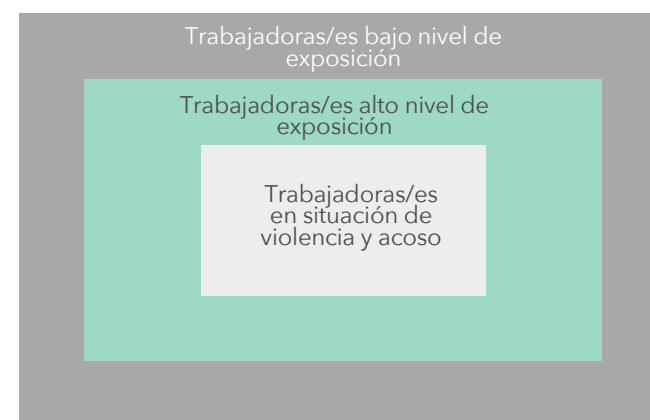 Trabajadoras/es bajo nivel de
exposición
Trabajadoras/es alto nivel de
exposición
Trabajadoras/es
en situación de
violencia y acoso